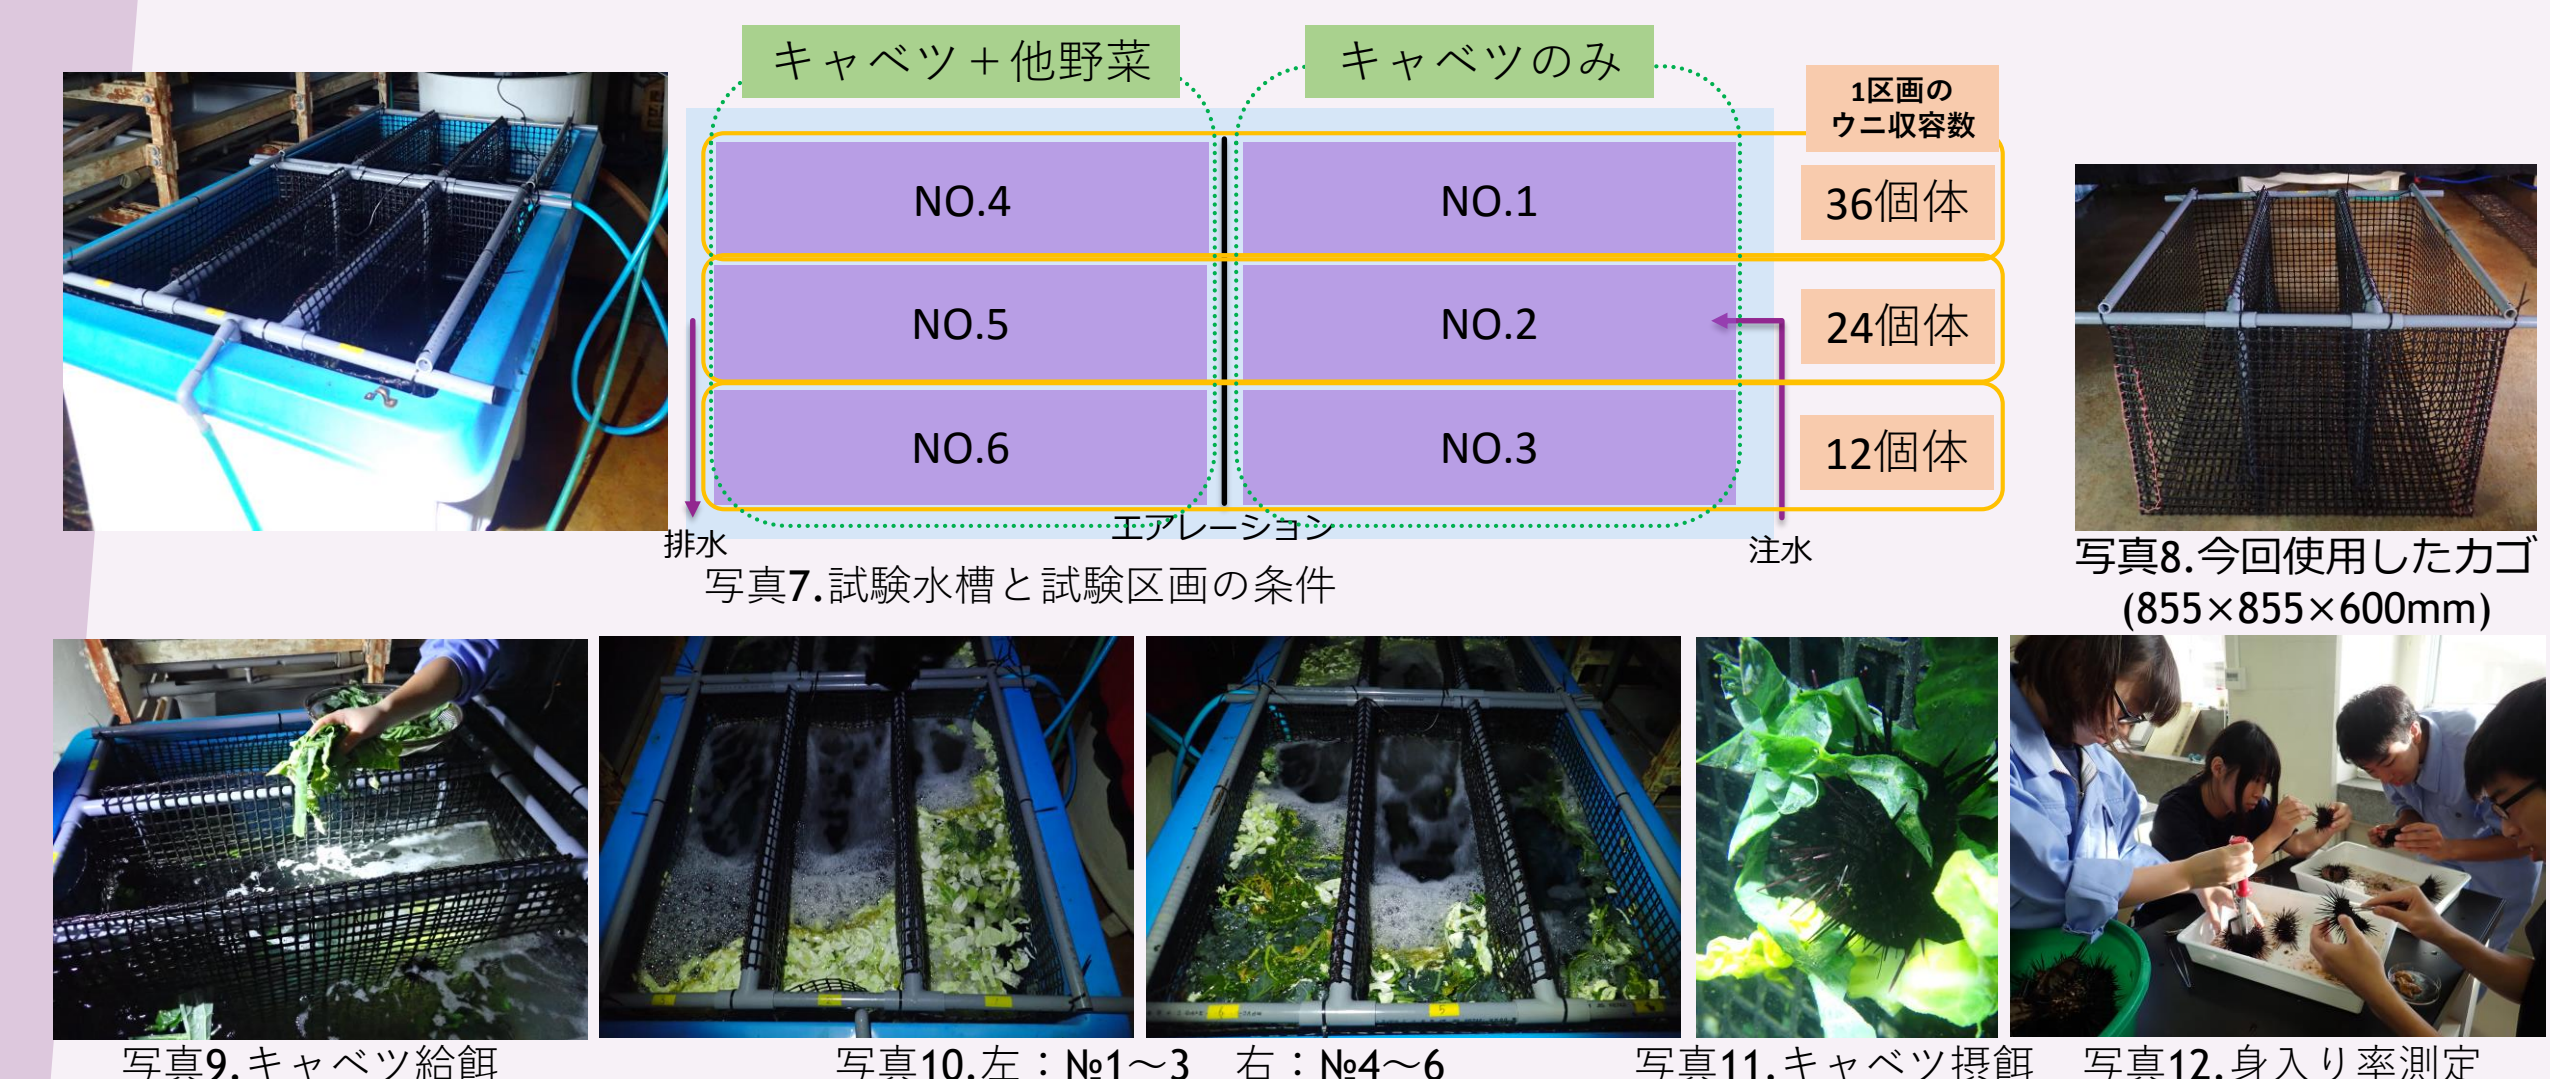 キャベツ＋他野菜
キャベツのみ
1区画の
ウニ収容数
NO.4
NO.1
36個体
NO.5
NO.2
24個体
NO.6
NO.3
12個体
排水
エアレーション
注水
写真7.試験水槽と試験区画の条件
写真8.今回使用したカゴ
(855×855×600mm)
写真9.キャベツ給餌
写真10.左：№1～3　右：№4～6
写真11.キャベツ摂餌
写真12.身入り率測定